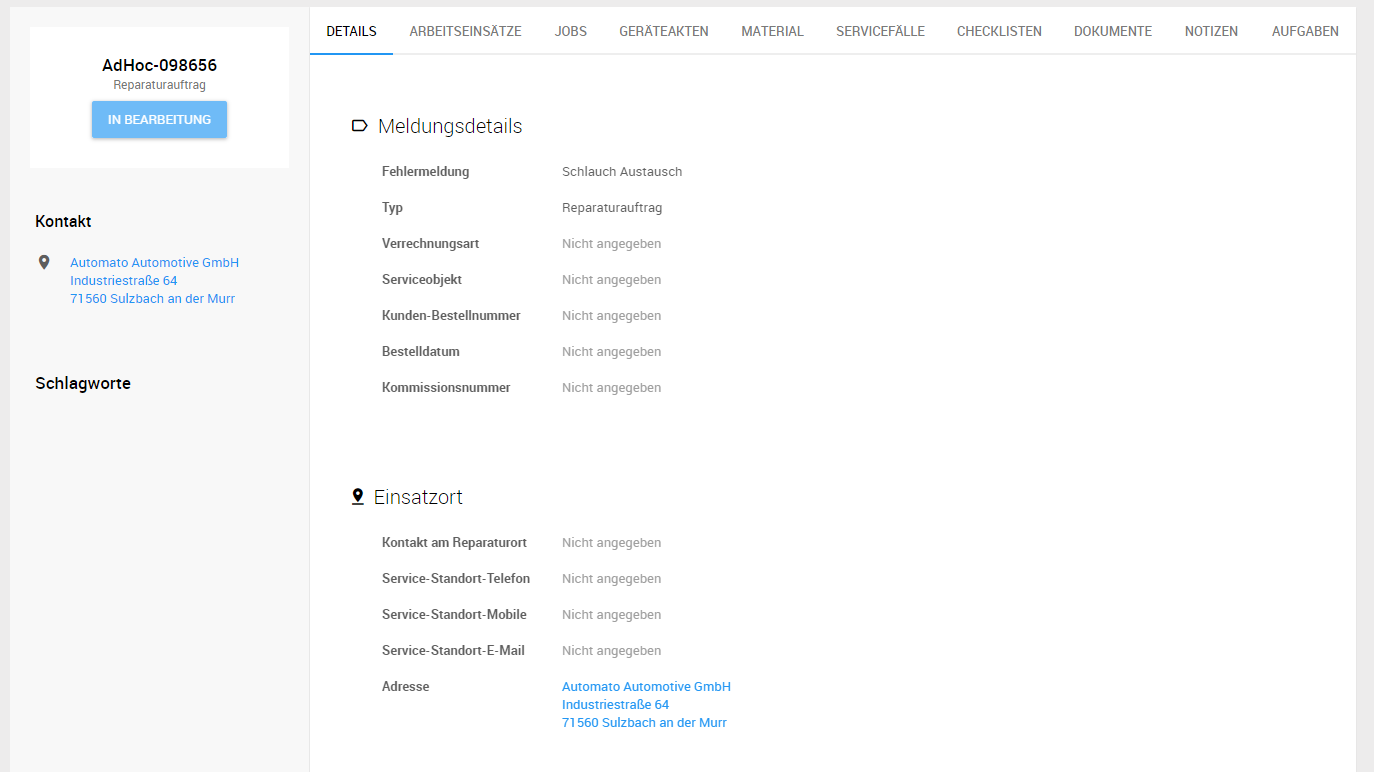 AdHoc-098656
Reparaturauftrag
IN BEARBEITUNG
Kontakt
Automato Automotive GmbH
Industriestraße 64
71560 Sulzbach an der Murr
Schlagworte
DETAILS ARBEITSEINSÄTZE JOBS GERÄTEAKTEN MATERIAL SERVICEFÄLLE CHECKLISTEN DOKUMENTE NOTIZEN AUFGABEN
Meldungsdetails
Fehlermeldung Schlauch Austausch
Typ Reparaturauftrag
Verrechnungsart Nicht angegeben
Serviceobjekt Nicht angegeben
Kunden-Bestellnummer Nicht angegeben
Bestelldatum Nicht angegeben
Kommissionsnummer Nicht angegeben
Einsatzort
Kontakt am Reparaturort Nicht angegeben
Service-Standort-Telefon Nicht angegeben
Service-Standort-Mobile Nicht angegeben
Service-Standort-E-Mail Nicht angegeben
Adresse Automato Automotive GmbH
Industriestraße 64
71560 Sulzbach an der Murr